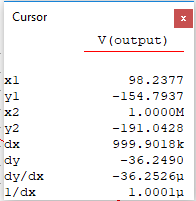 Cursor x
V(output)
x1 98.2377
y1 -154.7937
x2 1.0000M
y2 -191.0428
dx 999.9018k
dy -36.2490
dy/dx -36.2526µ
1/dx 1.0001µ